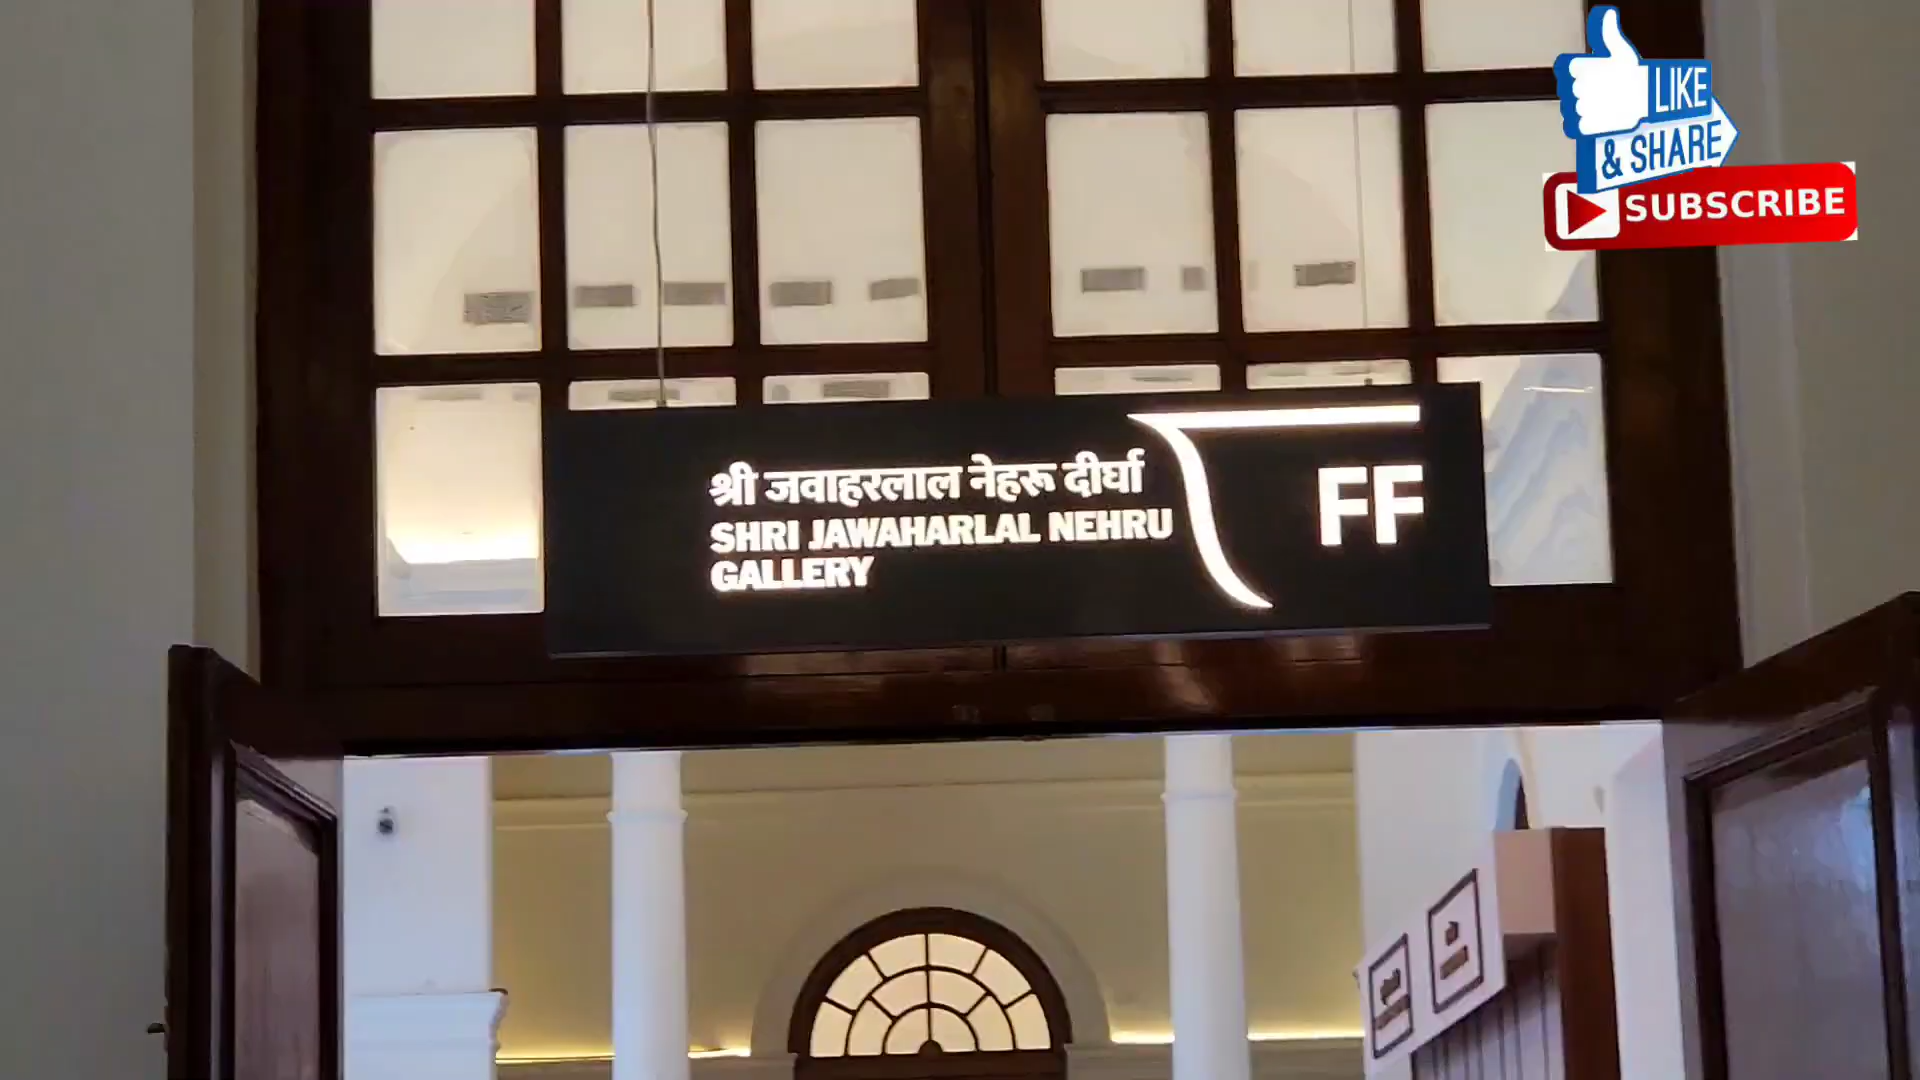 LIKE
& SHARE
SUBSCRIBE
श्री जवाहरलाल नेहरू दीर्घा
SHRI JAWAHARLAL NEHRU
GALLERY
FF